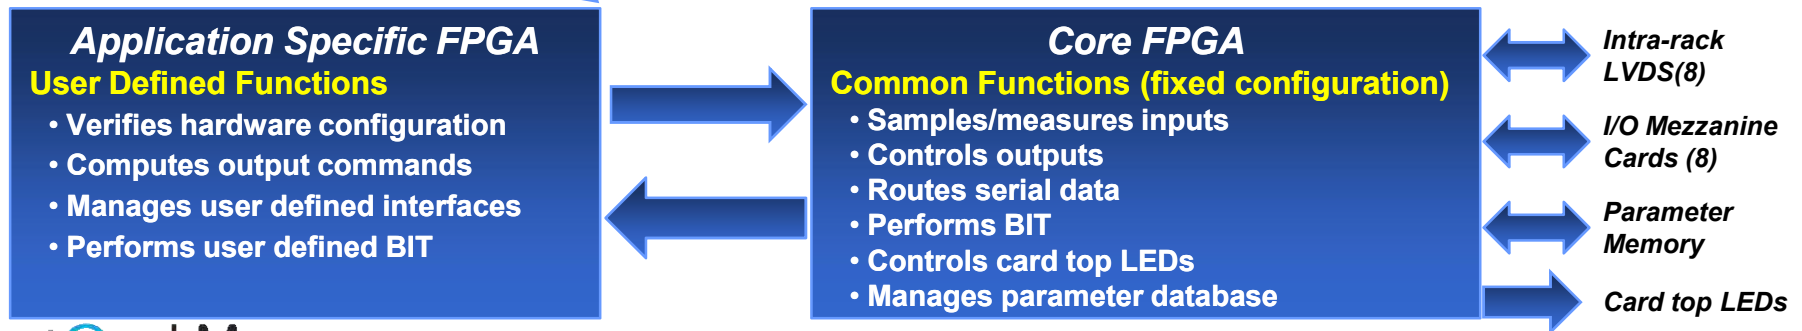 Application Specific FPGA
User Defined Functions
• Verifies hardware configuration
• Computes output commands
• Manages user defined interfaces
• Performs user defined BIT
Core FPGA
Common Functions (fixed configuration)
• Samples/measures inputs
• Controls outputs
• Routes serial data
• Performs BIT
• Controls card top LEDs
• Manages parameter database
Intra-rack
LVDS(8)
I/O Mezzanine
Cards (8)
Parameter
Memory
Card top LEDs